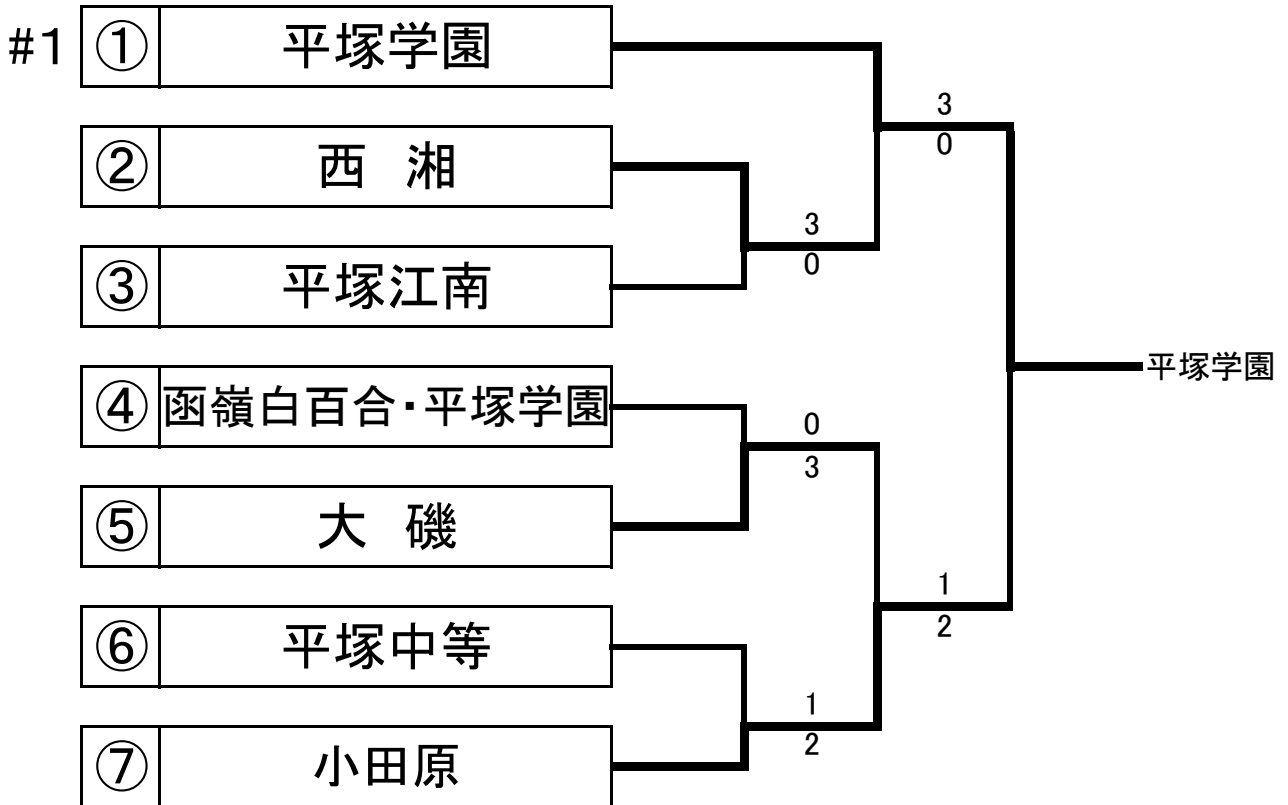 #1 ① 平塚学園
3
0
② 西 湘
3
0
③ 平塚江南
平塚学園
④ 函嶺白百合・平塚学園
0
3
⑤ 大 磯
1
2
⑥ 平塚中等
1
2
⑦ 小田原